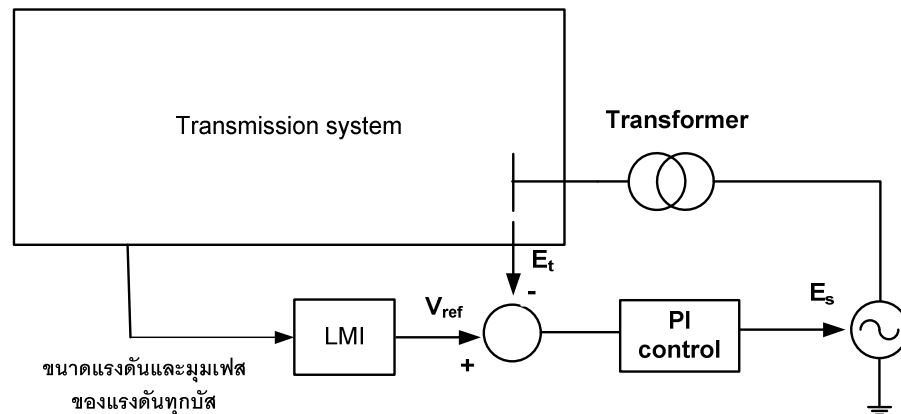 Transmission system
Transformer
Et
-
Vref
+
LMI
PI
control
Es
ขนาดแรงดันและมุมเฟส
ของแรงดันทุกบัส